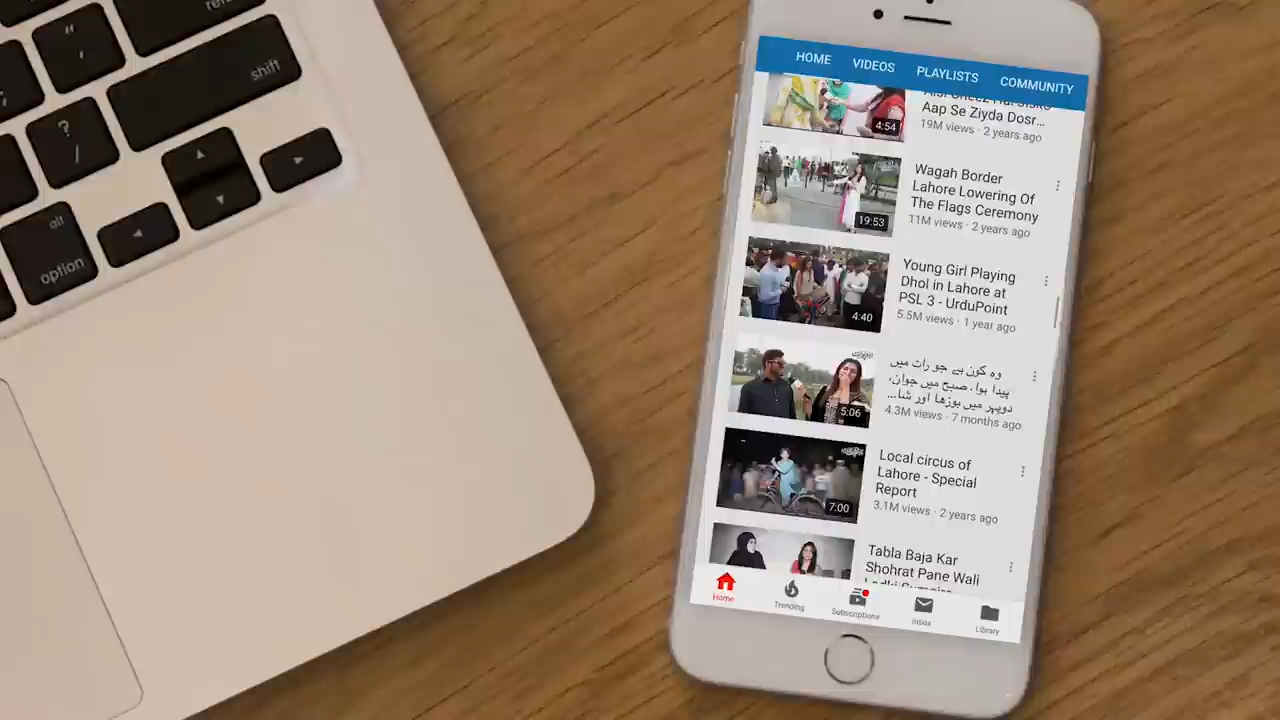 return
shift
alt
option
" '
? /
;
HOME VIDEOS PLAYLISTS COMMUNITY
Aap Se Ziyda Dosr...
19M views · 2 years ago
4:54
Wagah Border
Lahore Lowering Of
The Flags Ceremony
11M views · 2 years ago
19:53
Young Girl Playing
Dhol in Lahore at
PSL 3 - UrduPoint
5.5M views · 1 year ago
4:40
وہ کون ہے جو رات میں
پیدا ہوا، صبح میں جوان،
دوپہر میں بوڑھا اور شا...
4.3M views · 7 months ago
5:06
Local circus of
Lahore - Special
Report
3.1M views · 2 years ago
7:00
Tabla Baja Kar
Shohrat Pane Wali
Home Trending Subscriptions Inbox Library